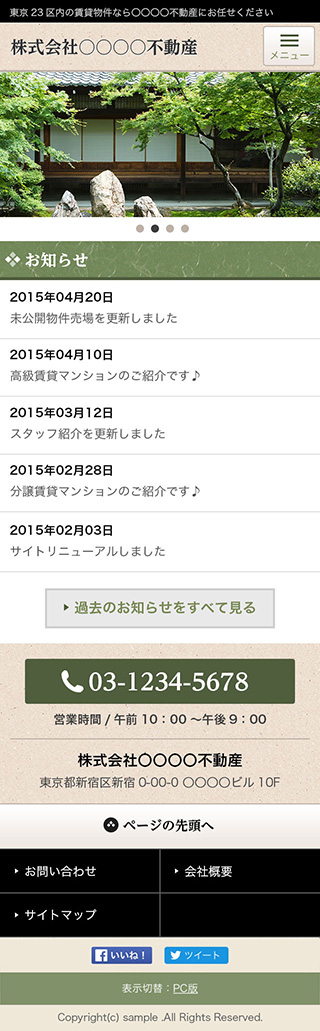 東京 23 区内の賃貸物件なら〇〇〇〇不動産にお任せください
株式会社〇〇〇〇不動産
メニュー
お知らせ
2015年04月20日
未公開物件売場を更新しました
2015年04月10日
高級賃貸マンションのご紹介です♪
2015年03月12日
スタッフ紹介を更新しました
2015年02月28日
分譲賃貸マンションのご紹介です♪
2015年02月03日
サイトリニューアルしました
過去のお知らせをすべて見る
03-1234-5678
営業時間 / 午前 10：00 〜午後 9：00
株式会社〇〇〇〇不動産
東京都新宿区新宿 0-00-0 〇〇〇〇ビル 10F
ページの先頭へ
お問い合わせ
会社概要
サイトマップ
いいね！
ツイート
表示切替：PC版
Copyright(c) sample .All Rights Reserved.